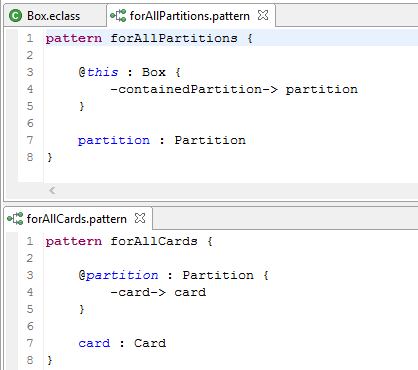 Box.eclass forAllPartitions.pattern
1 pattern forAllPartitions {
2
3 @this : Box {
4 -containedPartition-> partition
5 }
6
7 partition : Partition
8 }
forAllCards.pattern
1 pattern forAllCards {
2
3 @partition : Partition {
4 -card-> card
5 }
6
7 card : Card
8 }